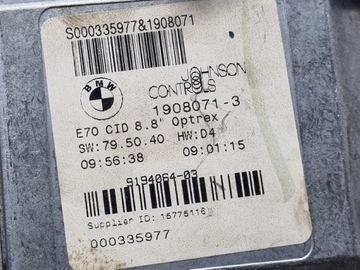 S000335977&1908071
BMW
JOHNSON
CONTROLS
1908071-3
E70 CID 8.8" Optrex
SW:79.50.40 HW:D4
09:56:38 09:01:15
9194064-03
Supplier ID: 15775116
000335977